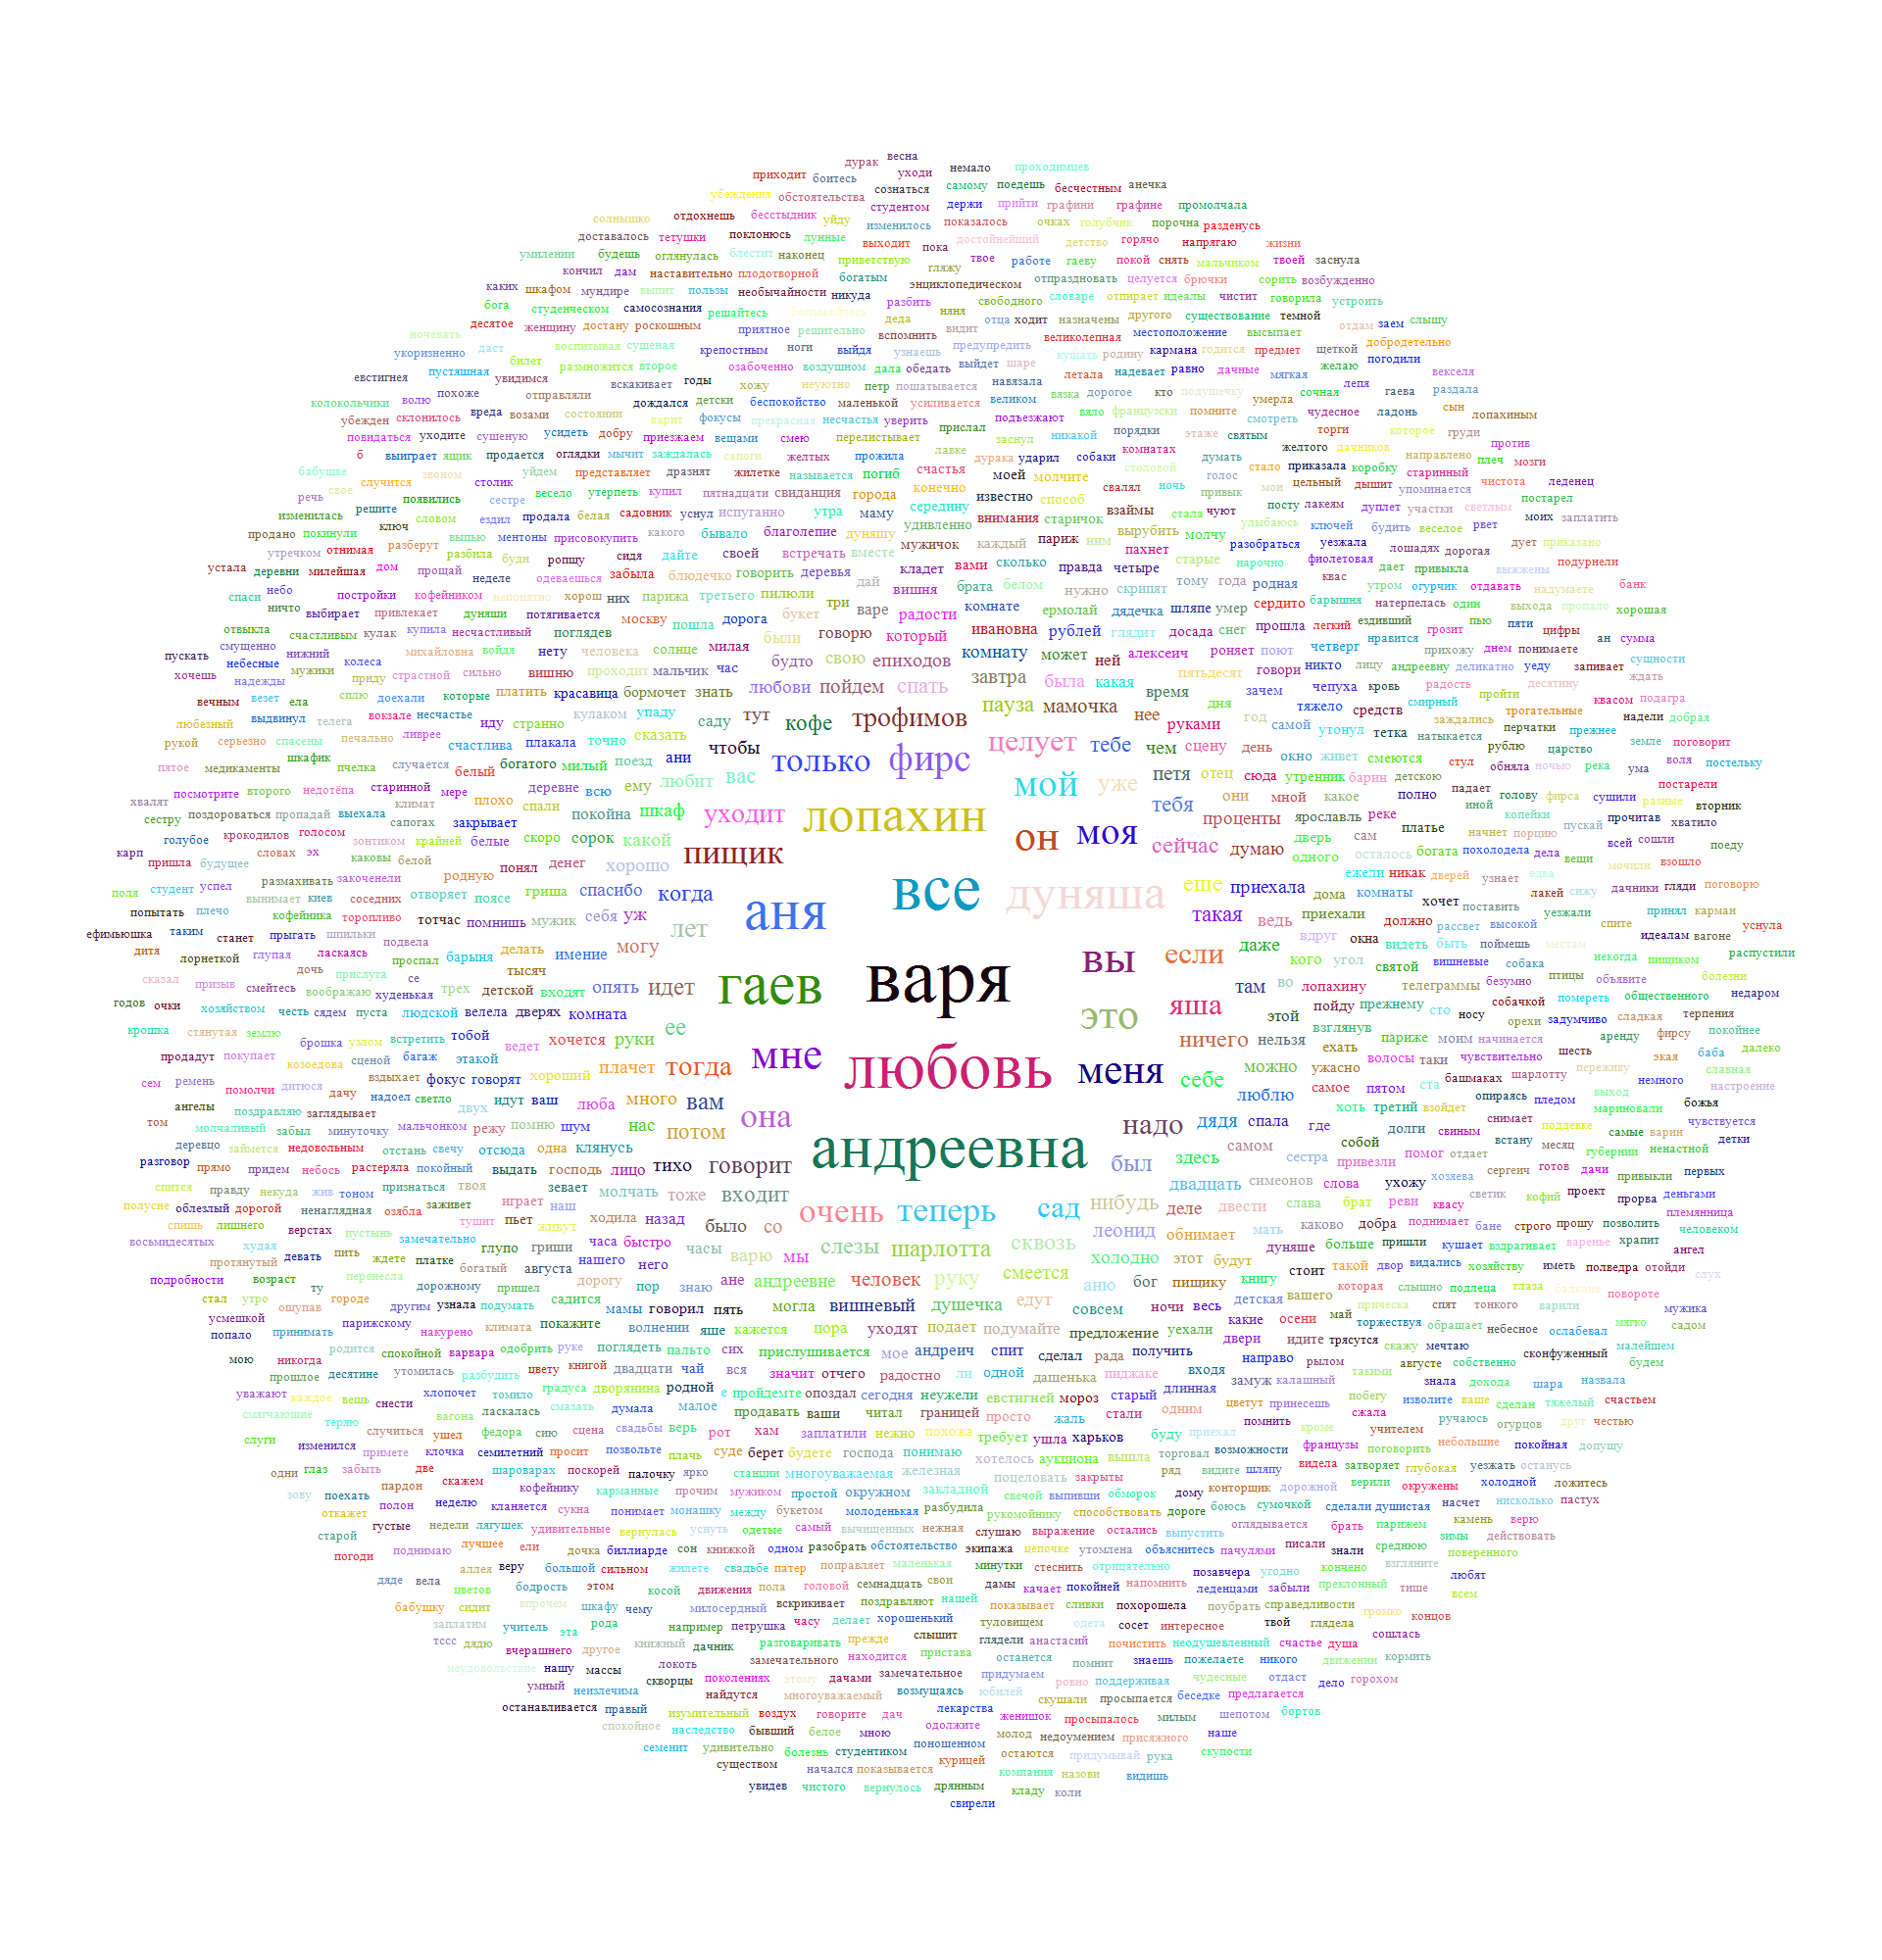 дурак весна
приходит боитесь уходи немало проходимцев
убеждения обстоятельства сознаться самому поедешь бесчестным анечка
солнышко отдохнешь бесстыдник уйду студентом держи прийти графини графине промолчала
доставалось тетушки поклонюсь лунные изменилось показалось очках голубчик порочна разденусь
умилении будешь оглянулась блестит наконец выходит пока достойнейший детство горячо напрягаю жизни
кончил дам наставительно плодотворной приветствую богатым гляжу твое работе гаеву покой снять мальчиком твоей заснула
каких шкафом мундире выпит пользы необычайности никуда энциклопедическом отпраздновать целуется брючки сорить возбужденно
бога студенческом самосознания решайтесь беспокойтесь разбить няня свободного словаре отпирает идеалы чистит говорила устроить
десятое женщину достану роскошным приятное решительно деда отца ходит назначены другого существование темной отдам заем слышу
ночевать укоризненно даст воспитывая сушеная крепостным ноги выйдя вспомнить видит великолепная местоположение высыпает добродетельно
билет размножится второе озабоченно воздушном узнаешь предупредить кушать родину кармана годится предмет щеткой погодили
евстигнея пустяшная увидимся вскакивает годы хожу неуютно дала обедать выйдет шаре летала надевает равно дачные мягкая желаю векселя
колокольчики волю похоже отправляли дождался детски беспокойство петр пошатывается маленькой навязала вязка дорогое кто подушечку умерла сочная лепя гаева раздала
убежден склонилось вреда возами состоянии варит фокусы прекрасная несчастья уверить усиливается великом подъезжают вяло французски помните смотреть чудесное ладонь сын лопахиным
повидаться уходите сушеную усидеть добру приезжаем вещами смею перелистывает прислал заснул никакой порядки этаже святым торги которое груди против
б выиграет ящик продается оглядки мычит заждалась сапоги желтых прожила лавке дурака ударил собаки комнатах думать желтого дачников направлено плеч мозги
бабушке звоном уйдем представляет дразнят жилетке называется погиб счастья моей молчите столовой голос стало приказала коробку старинный чистота леденец
речь свое случится столик весело утерпеть купил пятнадцати свидания города конечно известно способ свалял ночь мои цельный дышит упоминается постарел
изменилась решите появились сестре ездил продала белая садовник уснул испуганно утра маму середину внимания старичок взаймы привык посту лакеям дуплет участки светлым моих заплатить
продано покинули ключ словом выпью ментоны присовокупить какого бывало благолепие дуняшу удивленно стала чуют улыбаюсь ключей будить веселое рвет
утречком отнимая разберут разбила буди ропщу сидя дайте своей встречать вместе мужичок каждый париж ним вырубить молчу разобраться уезжала лошадях дорогая дует приказано
устала деревни милейшая дом прощай неделе одеваешься забыла блюдечко говорить деревья кладет вами сколько правда четыре пахнет старые нарочно фиолетовая дает привыкла выжжены подурнели
спаси небо постройки кофейником непонятно хорош них парижа третьего пилюли дай вишня брата белом нужно скрипят тому года родная квас утром огурчик отдавать надумаете банк
ничто выбирает привлекает дуняши потягивается москву пошла дорога букет три варе радости комнате ермолай дядечка шляпе умер сердито барышня натерпелась один выхода пропало хорошая
отвыкла счастливым кулак купила несчастливый поглядев были говорю который ивановна рублей глядит досада снег прошла легкий ездивший грозит пью пяти цифры ан сумма
пускать смущенно нижний михайловна войдя нету человека солнце милая будто свою епиходов комнату может ней алексеич роняет поют четверг нравится прихожу днем понимаете
хочешь небесные мужики колеса страстной сильно вишню проходит мальчик час любови пойдем спать завтра была какая пятьдесят говори никто лицу андреевну деликатно уеду запивает сущности ждать
надежды приду
вечным везет ела сплю доехали которые платить красавица бормочет знать пауза мамочка время зачем чепуха кровь радость пройти десятину квасом подагра
любезный выдвинул телега вокзале несчастье иду странно кулаком упаду саду тут кофе трофимов нее руками дня год самой тяжело средств смирный заждались трогательные надели добрая
рукой серьезно спасены печально ливрее счастлива плакала точно сказать чтобы только фирс целует тебе чем сцену день утонул тетка натыкается перчатки прежнее
пятое медикаменты шкафик пчелка случается белый богатого милый поезд ани любит вас мой уже петя отец сюда окно живет смеются стул рублю царство земле поговорит
хвалят посмотрите второго недотёпа старинной мере плохо деревне всю ему лопахин тебя они мной утренник барин детскою обняла ночью река ума воля постельку
сестру поздороваться пропадай выехала сапогах климат закрывает спали покойна шкаф уходит он моя проценты какое ярославль полно реке падает голову фирса сушили разные постарели вторник
голубое крокодилов голосом зонтиком крайней белые скоро сорок какой пищик сейчас думаю дверь сам платье иной копейки пускай прочитав хватило
карп пришла будущее словах эх каковы белой понял денег хорошо одного осталось богата похолодела начнет порцию дела всей сошли поеду
поля студент успел размахивать закоченели родную гриша спасибо когда аня все дуняша еще приехала дома ежели никак дверей узнает едва вещи мочили взошло
попытать плечо вынимает киев соседних отворяет поясе мужик себя уж такая ведь приехали комнаты хочет лакей сижу дачники гляди поговорю
ефимьюшка таким кофейника торопливо тотчас помнишь лет должно рассвет поставить высокой уезжали принял карман
дитя станет прыгать шпильки подвела делать имение могу вы если даже вдруг окна видеть быть поймешь местам спите идеалам вагоне уснула
сказал лорнеткой глупая ласкаясь проспал барыня тысяч кого угол святой вишневые собака некогда пищиком распустили
призыв смейтесь дочь прислуга се трех детской входят опять идет гаев варя там во лопахину телеграммы безумно птицы объявите болезни
годов очки хозяйством честь воображаю худенькая сядем пуста людской велела дверях комната это яша этой пойду прежнему сто собачкой помереть общественного недаром
крошка стянутая землю брошка узлом встретить тобой ее ничего нельзя взглянув париже моим носу орехи задумчиво сладкая терпения
продадут покупает козоедова сценой багаж этакой ведет хочется руки мне любовь меня ехать волосы таки начинается чувствительно шесть аренду фирсу покойнее
сем ремень помолчи дитюся вздыхает фокус говорят хороший плачет тогда себе можно ужасно экая баба далеко
ангелы поздравляю дачу надоел светло идут ваш люба много вам люблю самое пятом ста башмаках шарлотту немного переживу славная настроение
том молчаливый заглядывает забыл минуточку мальчонком двух режу помню шум нас потом она надо дядя спала хоть третий взойдет опираясь пледом выход мариновали божья
деревцо займется недовольным отстань свечу отсюда одна клянусь андреевна где долги свиным снимает поддевке самые варин чувствуется
разговор прямо придем небось растеряла покойный выдать господь лицо тихо говорит был здесь самом собой помог встану месяц губернии ненастной детки
спится правду некуда жив тоном признаться твоя зевает молчать тоже входит сестра привезли отдает сергеич готов дачи привыкли первых
полусне облезлый дорогой ненаглядная озябла заживет играет наш двадцать симеонов слова ухожу хозяева светик кофий проект прорва деньгами
спишь лишнего верстах пустынь замечательно тушит пьет живут ходила назад было со очень теперь сад нибудь деле двести слава брат реви квасу племянница
восьмидесятых худая девать пить ждете платке глупо гриши часа быстро часы варю мы слезы шарлотта сквозь леонид обнимает мать каково добра поднимает бане строго прошу позволить человеком
протянутый богатый августа нашего него холодно этот будут дуняше больше пришли кушает вздрагивает варенье храпит ангел
подробности возраст ту перенесла дорожному пришел дорогу пор знаю ане андреевне человек руку смеется аню бог пищику книгу стоит такой двор видались хозяйству иметь полведра отойди слух
стал утро городе другим узнала подумать садится мамы говорил пять могла вишневый душечка едут совсем ночи весь детская вашего которая слышно подлеца глаза балконе повороте
усмешкой ощупав парижскому накурено климата покажите волнении яше кажется пора уходят подает подумайте предложение уехали какие осени май прическа спят тонкого варили мужика
попало принимать двери идите торжествуя обращает небесное ослабевал мягко садом
мою никогда родится спокойной варвара одобрить руке поглядеть пальто сих прислушивается мое андреич спит сделал рада получить направо трясутся скажу мечтаю сконфуженный малейшем
прошлое десятине утомилась разбудить цвету книгой двадцати чай вся значит отчего радостно ли одной дашенька пиджаке входя рылом такими августе собственно будем
уважают каждое вещь хлопочет томило градуса дворянина родной е пройдемте опоздал сегодня неужели евстигней мороз старый длинная замуж калашный знала дохода шара назвала
смягчающие снести вагона ласкалась смазать думала малое продавать ваши читал границей просто жаль стали одним цветут принесешь побегу изволите ваше сделан тяжелый счастьем
слуги теряю случиться ушел федора сию сцена свадьбы верь рот хам заплатили нежно похожа требует ушла харьков буду приехал помнить кроме сжала ручаюсь огурцов друг честью
изменился примете клочка семилетний просит позвольте плачь суде берет будете господа понимаю хотелось аукциона вышла торговал возможности французы учителем поговорить небольшие покойная допущу
одни глаз забыть две шароварах поскорей палочку ярко станции многоуважаемая железная поцеловать закрыты ряд видите шляпу видела затворяет глубокая уезжать останусь
зову поехать пардон скажем кофейнику карманные прочим мужиком простой окружном закладной свечой выпивши обморок дому конторщик дорожной верили окружены холодной ложитесь
откажет полон неделю кланяется сукна понимает монашку между букетом молоденькая разбудила рукомойнику способствовать дороге боюсь сумочкой сделали душистая насчет нисколько пастух
старой густые недели лягушек удивительные вернулась уснуть одетые самый вычищенных нежная слушаю выражение остались выпустить оглядывается брать парижем камень верю
погоди поднимаю лучшее ели дочка биллиарде сон книжкой одном разобрать обстоятельство экипажа цепочке утомлена объяснитесь пачулями писали знали среднюю зимы действовать
аллея веру большой сильном жилете свадьбе патер поправляет маленькая минутки стеснить отрицательно позавчера угодно кончено взгляните поверенного
дяде вела цветов бодрость этом косой движения пола головой семнадцать свои дамы качает покойней напомнить леденцами забыли преклонный тише любят
бабушку сидит впрочем шкафу чему милосердный вскрикивает поздравляют нашей показывает сливки похорошела поубрать справедливости громко концов всем
заплатим учитель эта рода например петрушка часу делает хорошенький туловищем одета сосет интересное твой глядела сошлась
тссс дядю вчерашнего другое книжный дачник разговаривать прежде слышит глядели анастасий почистить неодушевленный счастье душа
неудовольствие нашу массы локоть замечательного находится пристава останется помнит знаешь пожелаете никого движении кормить
умный неизлечима скворцы поколениях этому дачами замечательное придумаем ровно поддерживая чудесные отдаст дело горохом
останавливается правый найдутся многоуважаемый возмущаясь юбилей скушали просыпается беседке предлагается
спокойное наследство изумительный воздух говорите дач лекарства женишок просыпалось милым шепотом бортов
семенит удивительно бывший белое мною одолжите молод недоумением присяжного наше
существом болезнь студентиком поношенном остаются придумывай рука скупости
начался показывается курицей компания назови видишь
увидев чистого вернулось дрянным кладу коли
свирели